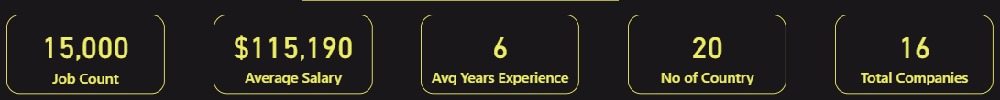 15,000
Job Count
$115,190
Average Salary
6
Avg Years Experience
20
No of Country
16
Total Companies